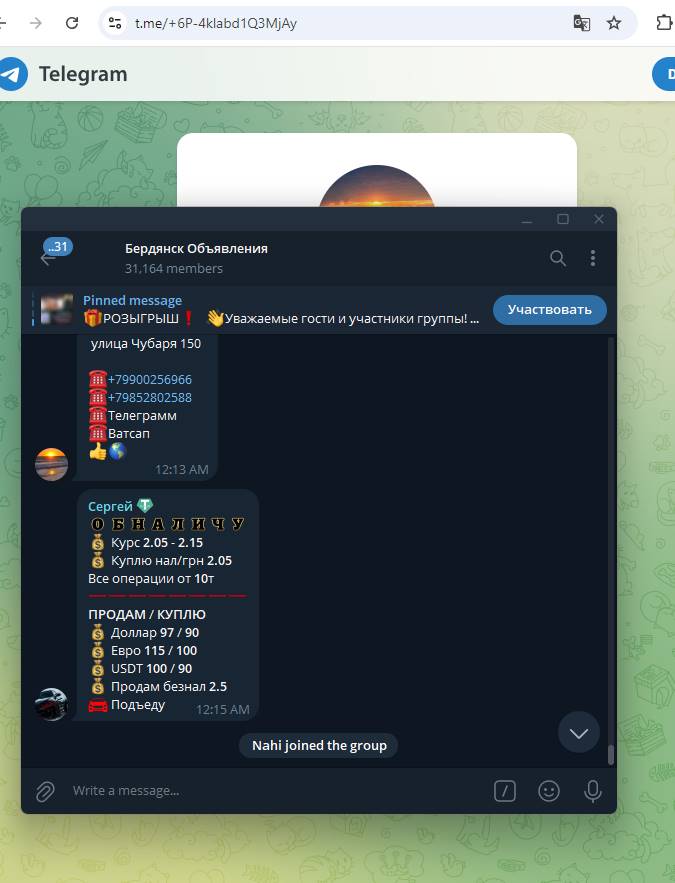 t.me/+6P-4klabd1Q3MjAy
Telegram
D
..31
Бердянск Объявления
31,164 members
Pinned message
🎁РОЗЫГРЫШ❗ 👋Уважаемые гости и участники группы! ...
Участвовать
улица Чубаря 150
☎️+79900256966
☎️+79852802588
☎️Телеграмм
☎️Ватсап
👍🌎
12:13 AM
Сергей
ОБНАЛИЧУ
💰 Курс 2.05 - 2.15
💰 Куплю нал/грн 2.05
Все операции от 10т
ПРОДАМ / КУПЛЮ
💰 Доллар 97 / 90
💰 Евро 115 / 100
💰 USDT 100 / 90
💰 Продам безнал 2.5
🚘 Подъеду
12:15 AM
Nahi joined the group
Write a message...